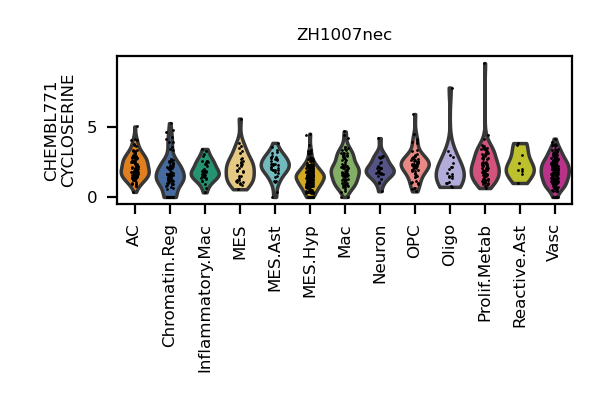 ZH1007nec
CHEMBL771
CYCLOSERINE
5
0
AC
Chromatin.Reg
Inflammatory.Mac
MES
MES.Ast
MES.Hyp
Mac
Neuron
OPC
Oligo
Prolif.Metab
Reactive.Ast
Vasc